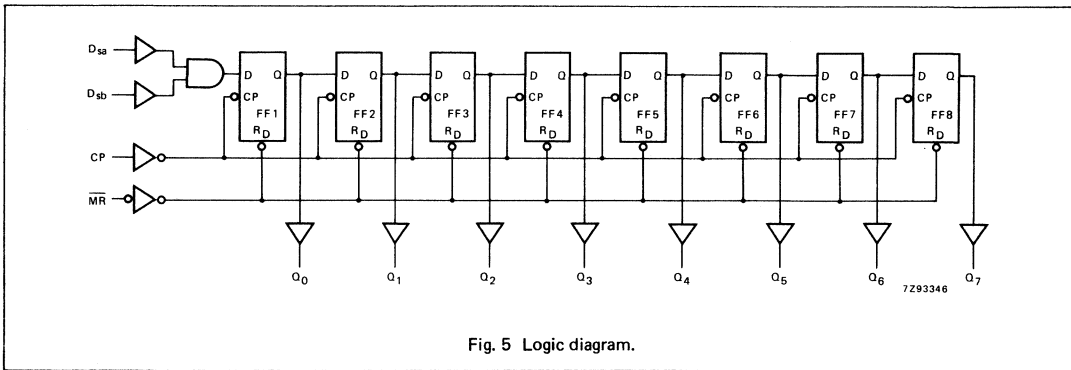 D Q D Q D Q D Q D Q D Q D Q D Q
Dsa
Dsb
CP CP CP CP CP CP CP CP
FF1 FF2 FF3 FF4 FF5 FF6 FF7 FF8
RD RD RD RD RD RD RD RD
CP
MR
Q0 Q1 Q2 Q3 Q4 Q5 Q6 Q7
7Z93346
Fig. 5 Logic diagram.